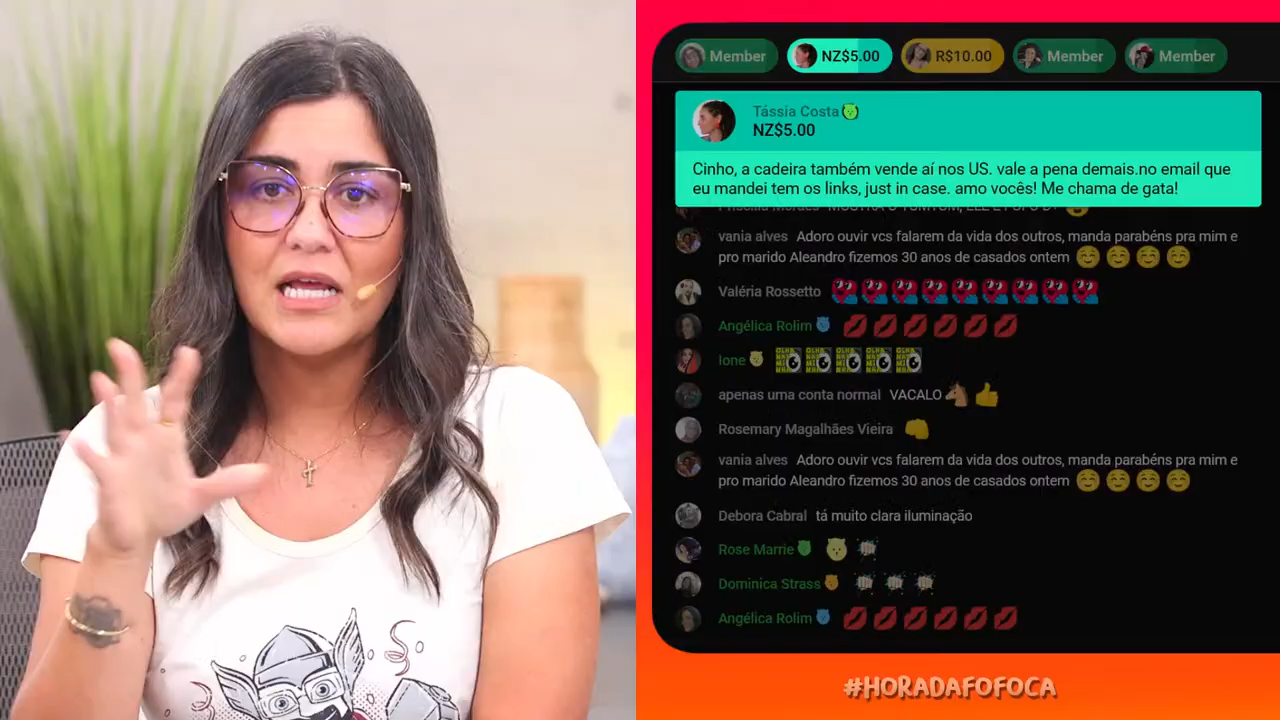 Member
NZ$5.00
R$10.00
Member
Member
Tássia Costa
NZ$5.00
Cinho, a cadeira também vende aí nos US. vale a pena demais.no email que
eu mandei tem os links, just in case. amo vocês! Me chama de gata!
vania alves Adoro ouvir vcs falarem da vida dos outros, manda parabéns pra mim e
pro marido Aleandro fizemos 30 anos de casados ontem
Valéria Rossetto
Angélica Rolim
Ione
apenas uma conta normal VACALO
Rosemary Magalhães Vieira
vania alves Adoro ouvir vcs falarem da vida dos outros, manda parabéns pra mim e
pro marido Aleandro fizemos 30 anos de casados ontem
Debora Cabral tá muito clara iluminação
Rose Marrie
Dominica Strass
Angélica Rolim
#HORADAFOFOCA